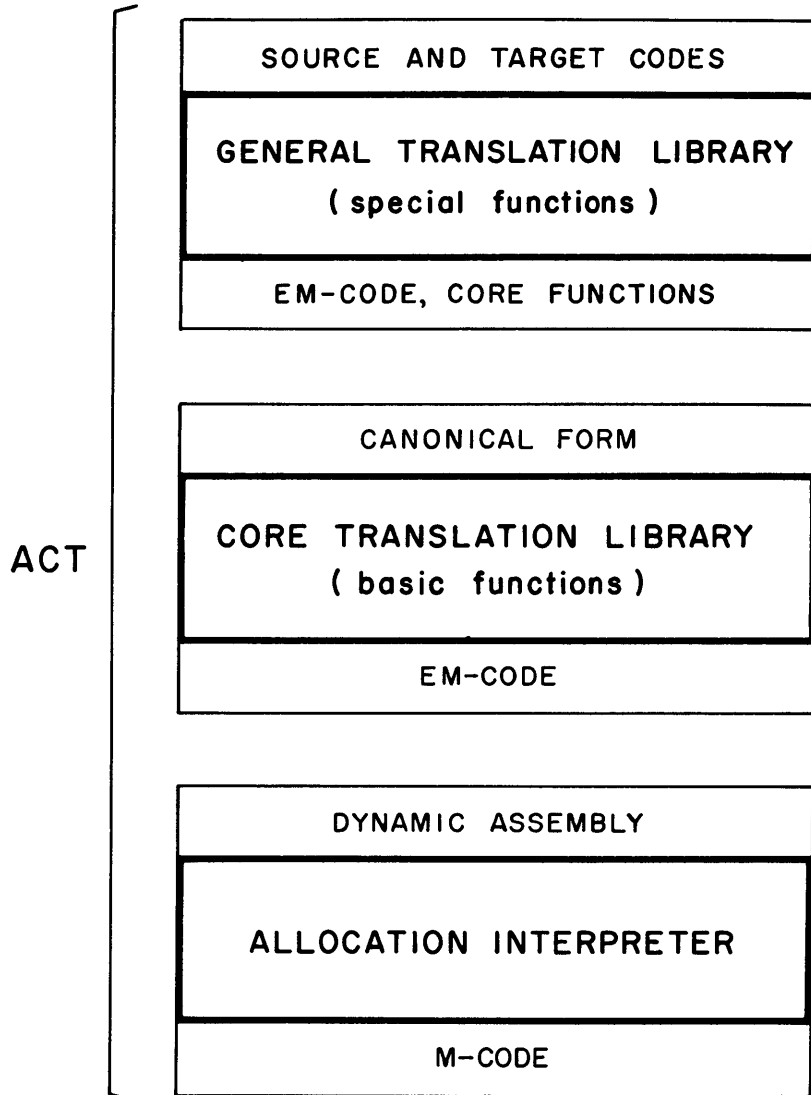 SOURCE AND TARGET CODES
GENERAL TRANSLATION LIBRARY
( special functions )
EM-CODE, CORE FUNCTIONS
CANONICAL FORM
ACT
CORE TRANSLATION LIBRARY
( basic functions )
EM-CODE
DYNAMIC ASSEMBLY
ALLOCATION INTERPRETER
M-CODE